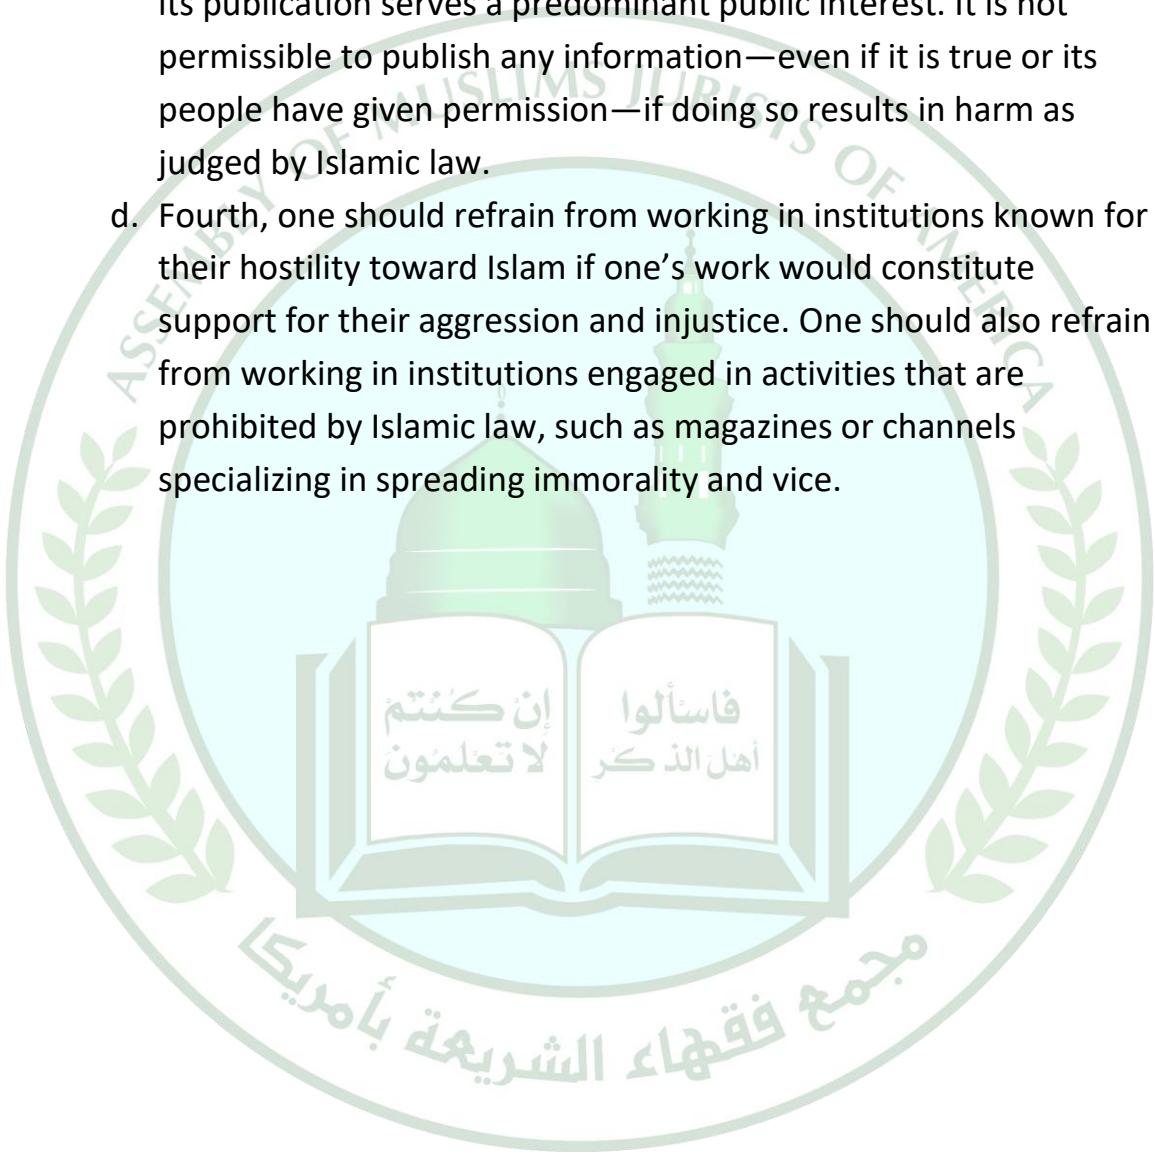 its publication serves a predominant public interest. It is not
permissible to publish any information—even if it is true or its
people have given permission—if doing so results in harm as
judged by Islamic law.
d. Fourth, one should refrain from working in institutions known for
their hostility toward Islam if one’s work would constitute
support for their aggression and injustice. One should also refrain
from working in institutions engaged in activities that are
prohibited by Islamic law, such as magazines or channels
specializing in spreading immorality and vice.
ASSEMBLY OF MUSLIMS JURISTS OF AMERICA
فاسألوا
أهل الذكر
إن كنتم
لا تعلمون
مجمع فقهاء الشريعة بأمريكا